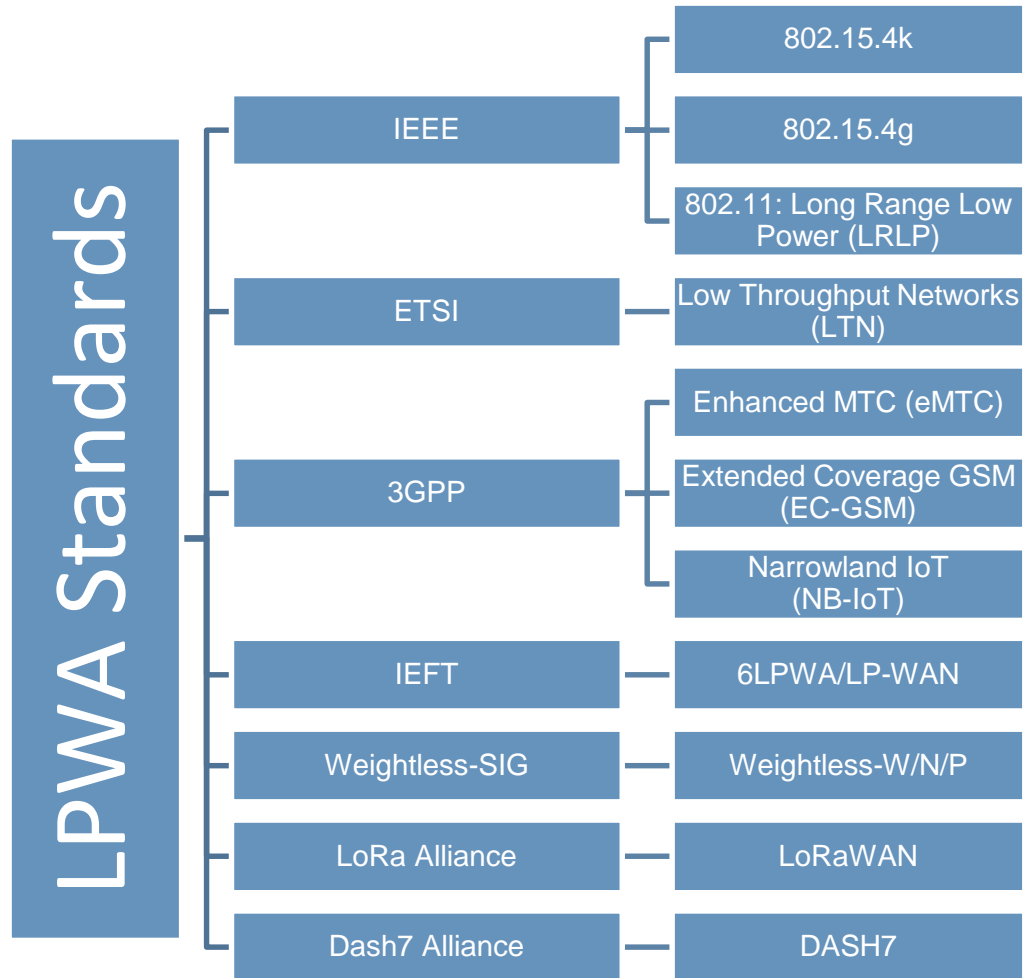 LPWA Standards
IEEE
802.15.4k
802.15.4g
802.11: Long Range Low
Power (LRLP)
ETSI
Low Throughput Networks
(LTN)
3GPP
Enhanced MTC (eMTC)
Extended Coverage GSM
(EC-GSM)
Narrowland IoT
(NB-IoT)
IEFT
6LPWA/LP-WAN
Weightless-SIG
Weightless-W/N/P
LoRa Alliance
LoRaWAN
Dash7 Alliance
DASH7